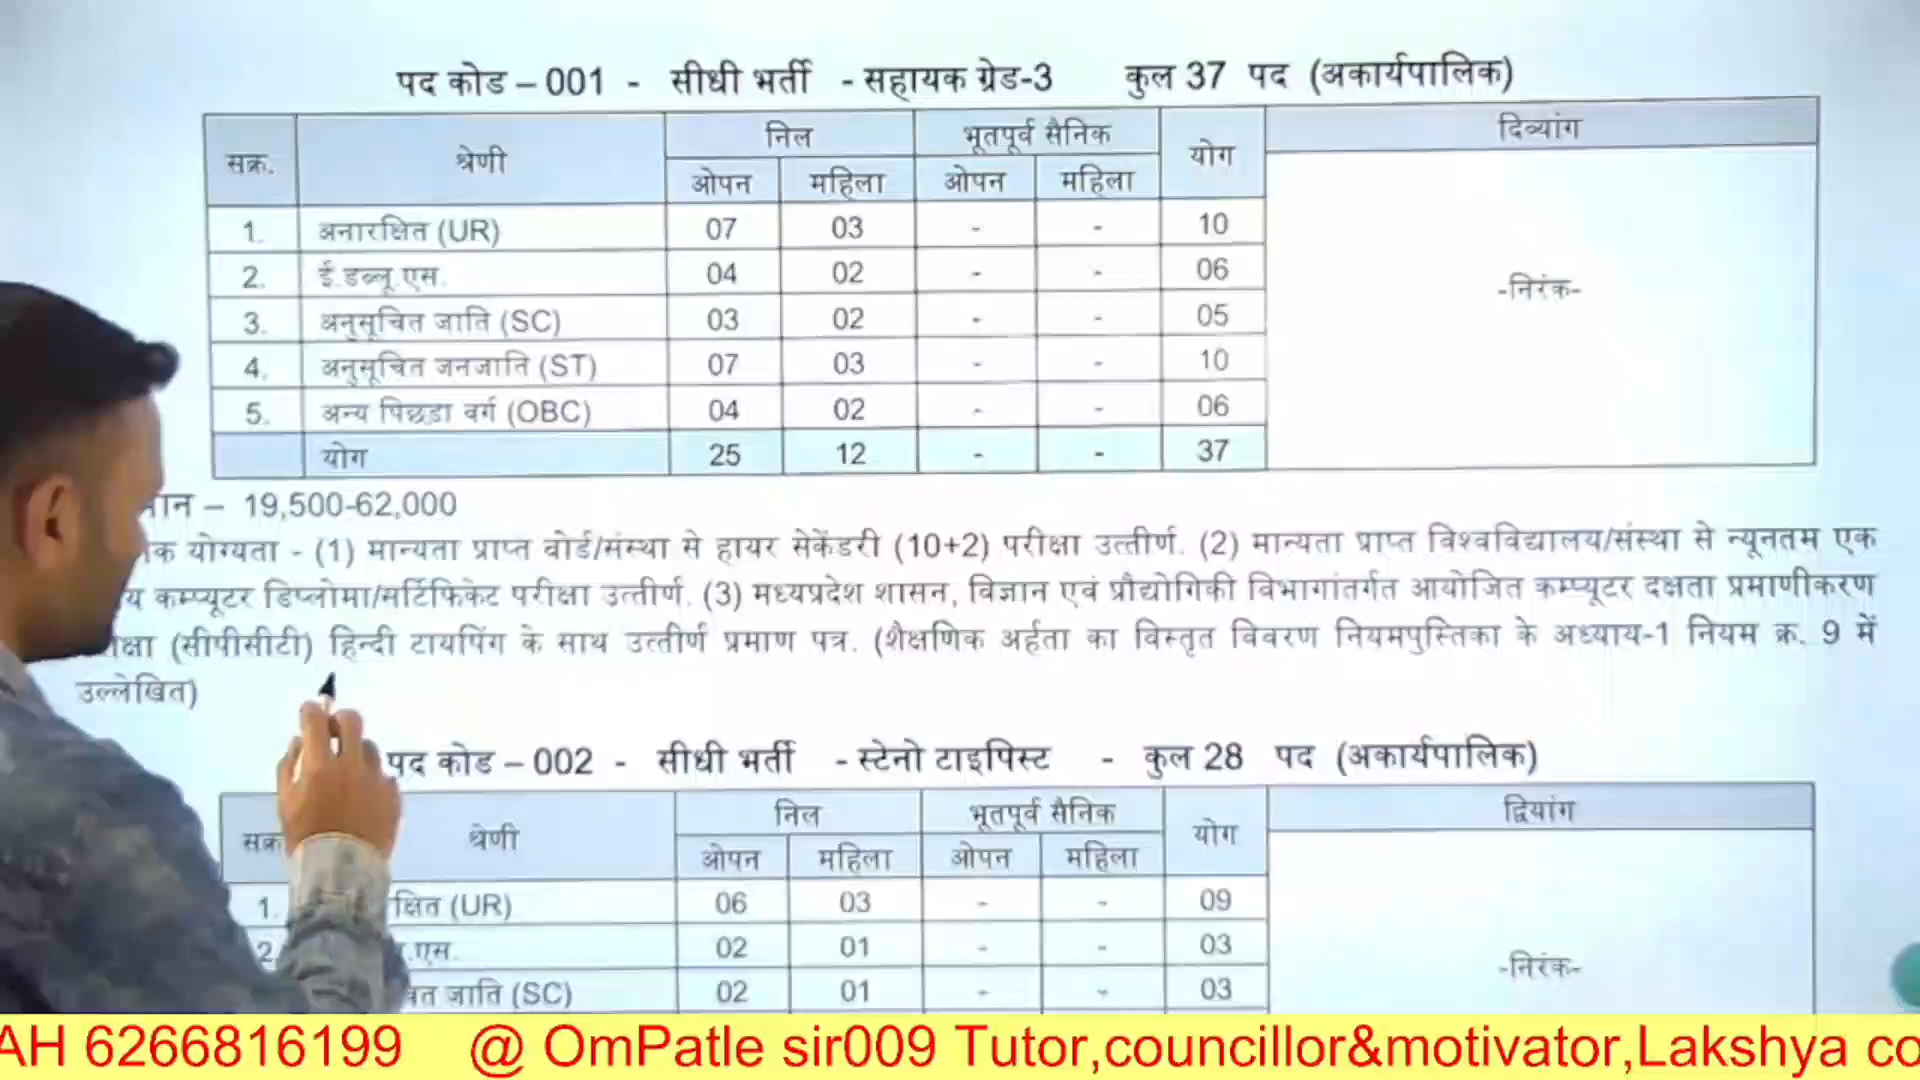 पद कोड – 001 - सीधी भर्ती - सहायक ग्रेड-3 कुल 37 पद (अकार्यपालिक)
सक्र. श्रेणी निल भूतपूर्व सैनिक योग दिव्यांग
ओपन महिला ओपन महिला
1. अनारक्षित (UR) 07 03 - - 10
2. ई.डब्लू.एस. 04 02 - - 06
-निरंक-
3. अनुसूचित जाति (SC) 03 02 - - 05
4. अनुसूचित जनजाति (ST) 07 03 - - 10
5. अन्य पिछडा वर्ग (OBC) 04 02 - - 06
योग 25 12 - - 37
– 19,500-62,000
योग्यता - (1) मान्यता प्राप्त बोर्ड/संस्था से हायर सेकेंडरी (10+2) परीक्षा उत्तीर्ण. (2) मान्यता प्राप्त विश्वविद्यालय/संस्था से न्यूनतम एक
कम्प्यूटर डिप्लोमा/सर्टिफिकेट परीक्षा उत्तीर्ण. (3) मध्यप्रदेश शासन, विज्ञान एवं प्रौद्योगिकी विभागांतर्गत आयोजित कम्प्यूटर दक्षता प्रमाणीकरण
(सीपीसीटी) हिन्दी टायपिंग के साथ उत्तीर्ण प्रमाण पत्र. (शैक्षणिक अर्हता का विस्तृत विवरण नियमपुस्तिका के अध्याय-1 नियम क्र. 9 में
उल्लेखित)
पद कोड – 002 - सीधी भर्ती - स्टेनो टाइपिस्ट - कुल 28 पद (अकार्यपालिक)
सक्र श्रेणी निल भूतपूर्व सैनिक योग द्वियांग
ओपन महिला ओपन महिला
1. क्षित (UR) 06 03 - - 09
2 .एस. 02 01 - - 03
-निरंक-
जाति (SC) 02 01 - - 03
AH 6266816199 @ OmPatle sir009 Tutor,councillor&motivator,Lakshya co